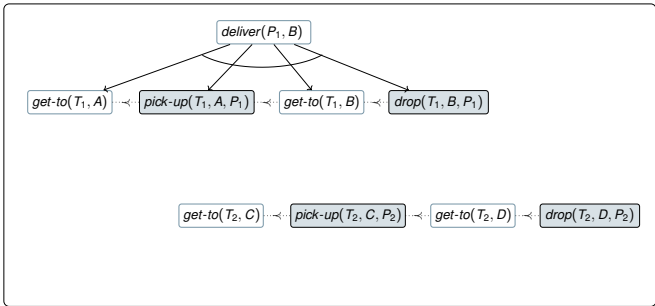 deliver(P₁, B)
get-to(T₁, A) ≺ pick-up(T₁, A, P₁) ≺ get-to(T₁, B) ≺ drop(T₁, B, P₁)
get-to(T₂, C) ≺ pick-up(T₂, C, P₂) ≺ get-to(T₂, D) ≺ drop(T₂, D, P₂)